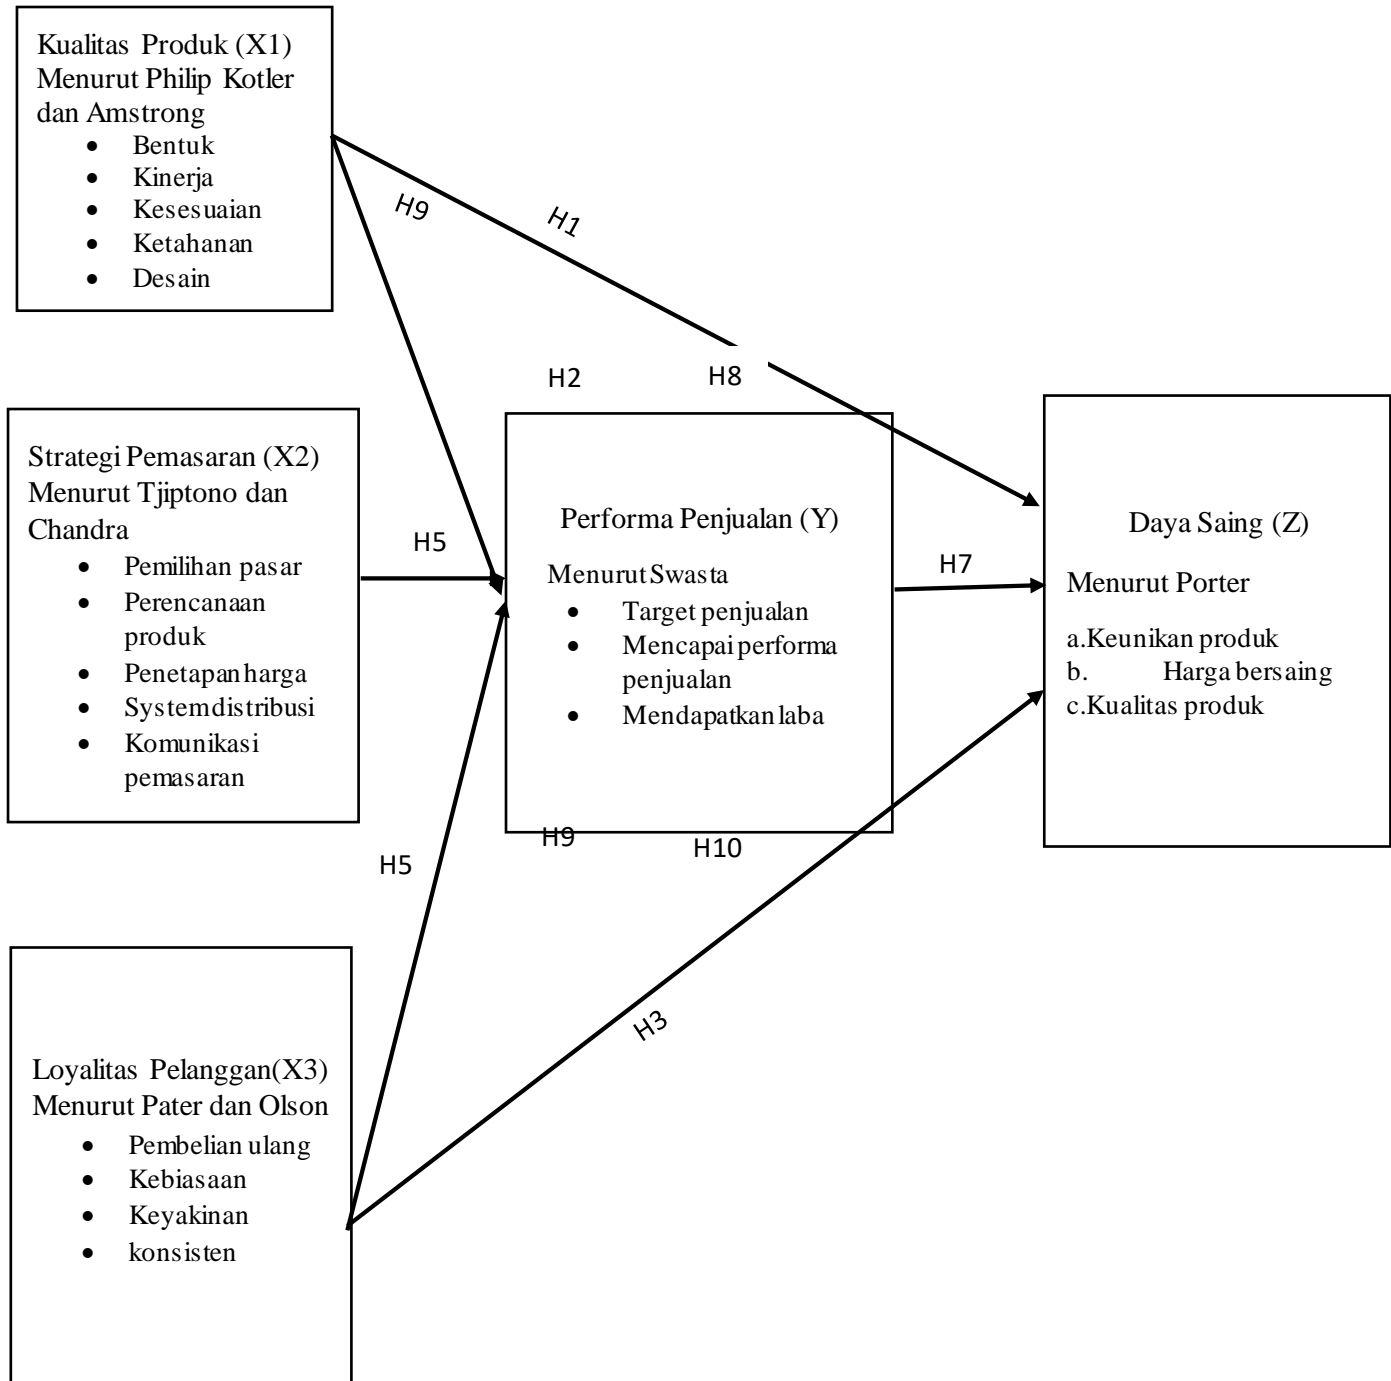 Kualitas Produk (X1)
Menurut Philip Kotler
dan Amstrong
• Bentuk
• Kinerja
• Kesesuaian
• Ketahanan
• Desain
H9
H1
H2
H8
Strategi Pemasaran (X2)
Menurut Tjiptono dan
Chandra
• Pemilihan pasar
• Perencanaan
produk
• Penetapan harga
• System distribusi
• Komunikasi
pemasaran
H5
Performa Penjualan (Y)
Menurut Swasta
• Target penjualan
• Mencapai performa
penjualan
• Mendapatkan laba
H7
Daya Saing (Z)
Menurut Porter
a.Keunikan produk
b. Harga bersaing
c.Kualitas produk
H9
H10
H5
H3
Loyalitas Pelanggan(X3)
Menurut Pater dan Olson
• Pembelian ulang
• Kebiasaan
• Keyakinan
• konsisten